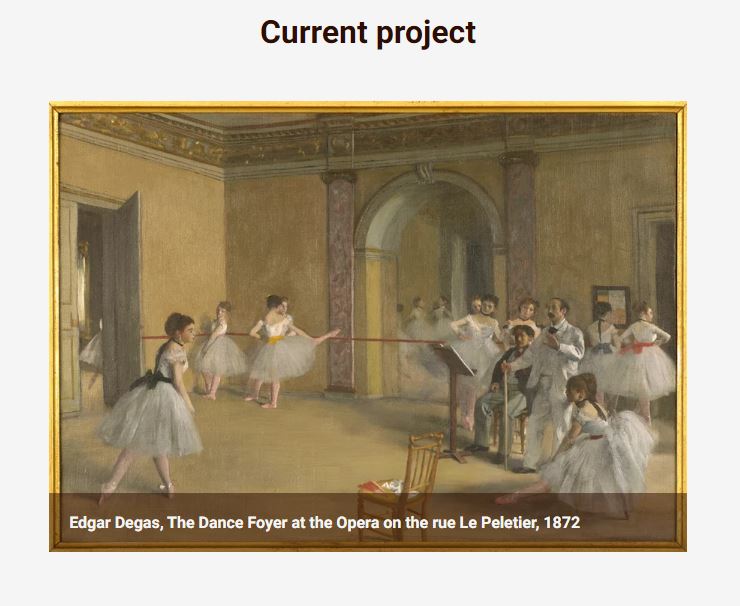 Current project
Edgar Degas, The Dance Foyer at the Opera on the rue Le Peletier, 1872